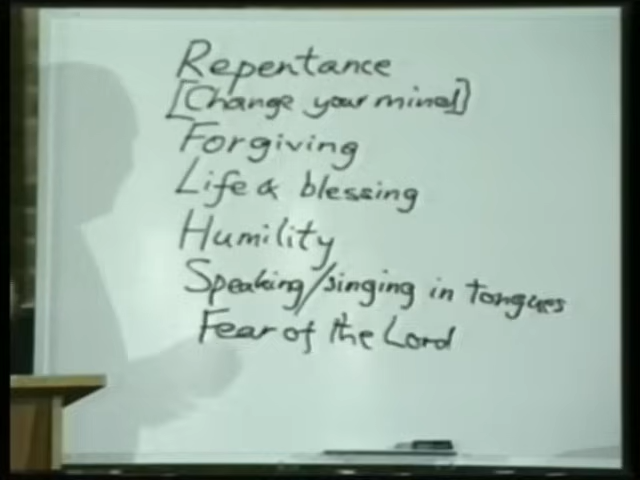 Repentance
[Change your mind]
Forgiving
Life & blessing
Humility
Speaking/singing in tongues
Fear of the Lord